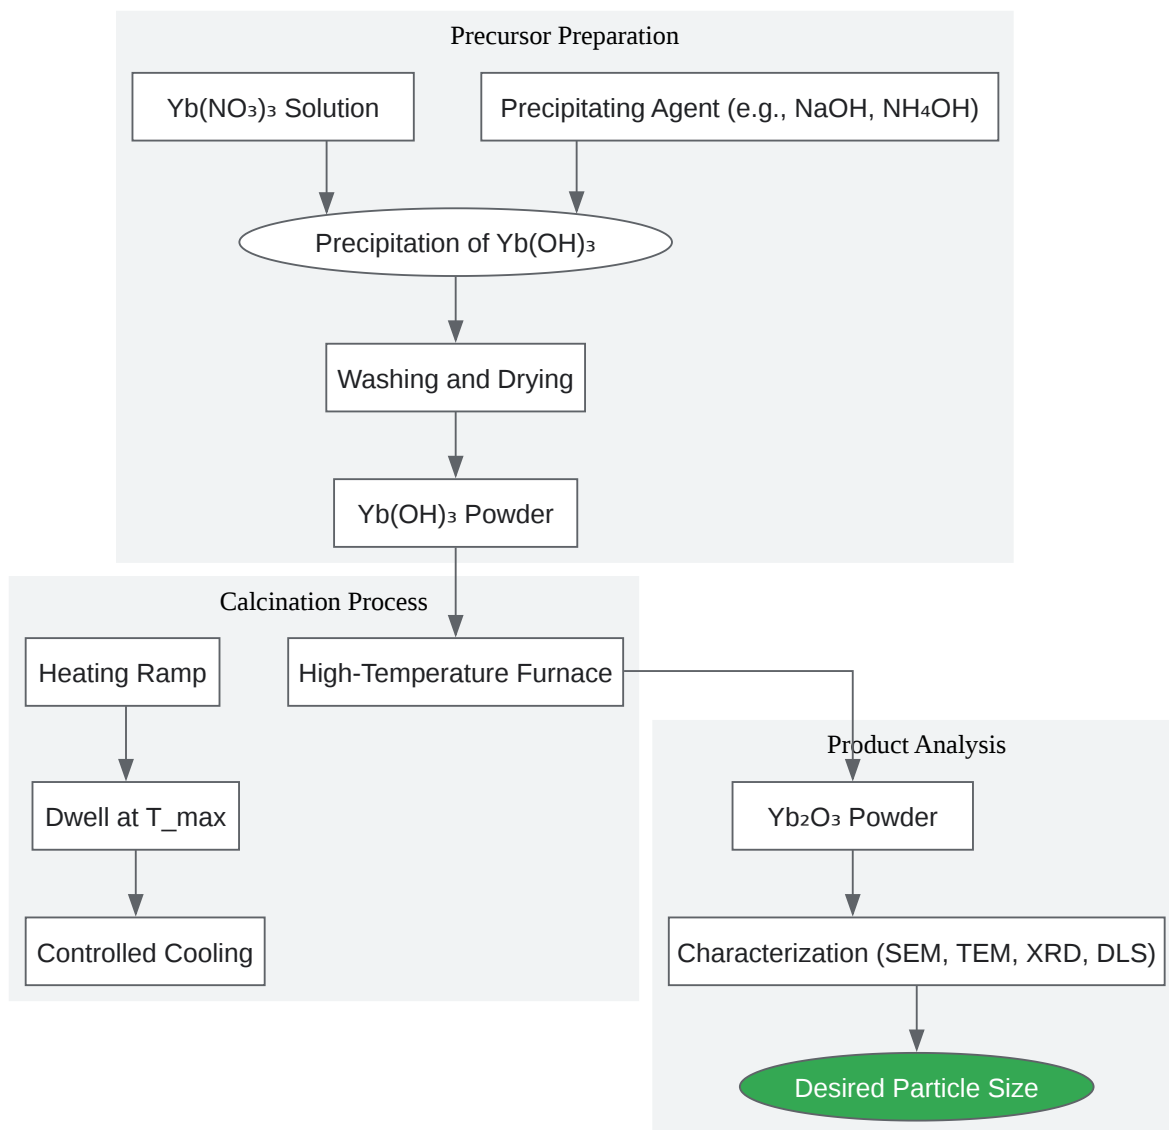 Precursor Preparation
Yb(NO₃)₃ Solution
Precipitating Agent (e.g., NaOH, NH₄OH)
Precipitation of Yb(OH)₃
Washing and Drying
Yb(OH)₃ Powder
Calcination Process
Heating Ramp
High-Temperature Furnace
Dwell at T_max
Controlled Cooling
Product Analysis
Yb₂O₃ Powder
Characterization (SEM, TEM, XRD, DLS)
Desired Particle Size